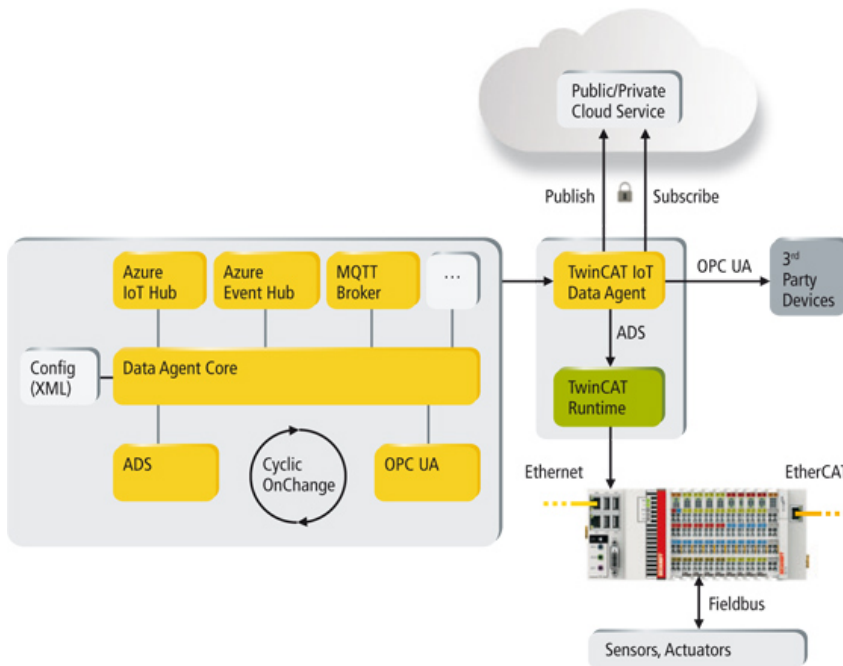 Public/Private
Cloud Service
Publish
Subscribe
Azure
IoT Hub
Azure
Event Hub
MQTT
Broker
...
TwinCAT IoT
Data Agent
OPC UA
3rd
Party
Devices
ADS
Config
(XML)
Data Agent Core
TwinCAT
Runtime
ADS
Cyclic
OnChange
OPC UA
Ethernet
EtherCAT
Fieldbus
Sensors, Actuators